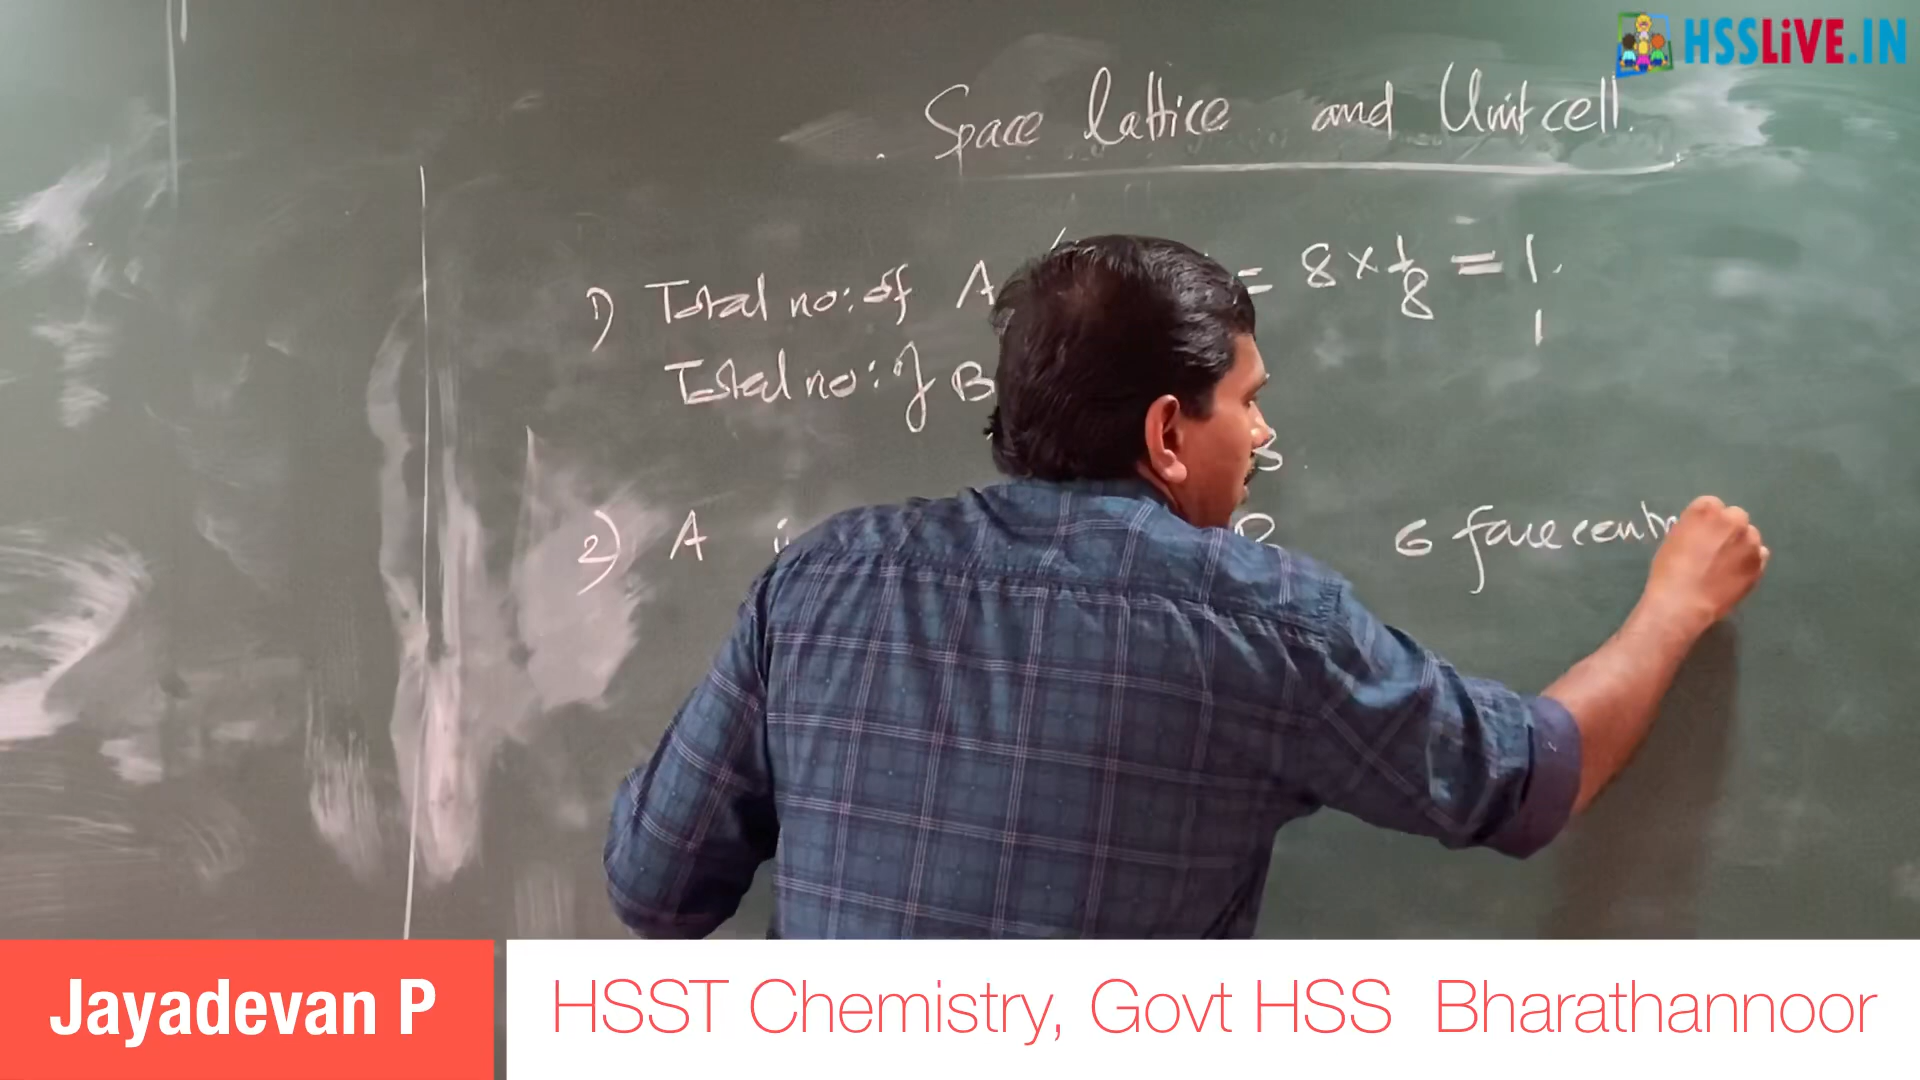 HSSLiVE.IN
Space lattice and Unit cell.
1) Total no: of A = 8 × 1/8 = 1.
Total no: of B 1
B.
2) A 6 face cent
Jayadevan P
HSST Chemistry, Govt HSS Bharathannoor